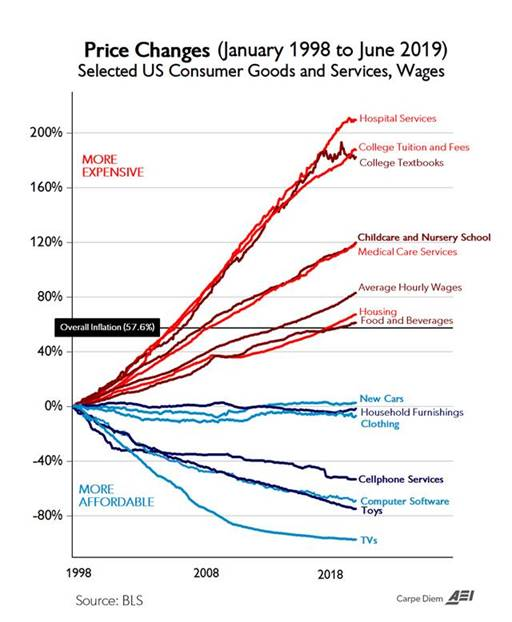 Price Changes (January 1998 to June 2019)
Selected US Consumer Goods and Services, Wages
200%
160%
120%
80%
40%
0%
-40%
-80%
MORE
EXPENSIVE
Hospital Services
College Tuition and Fees
College Textbooks
Childcare and Nursery School
Medical Care Services
Average Hourly Wages
Housing
Food and Beverages
Overall Inflation (57.6%)
New Cars
Household Furnishings
Clothing
Cellphone Services
Computer Software
Toys
TVs
MORE
AFFORDABLE
1998
2008
2018
Source: BLS
Carpe Diem AEI